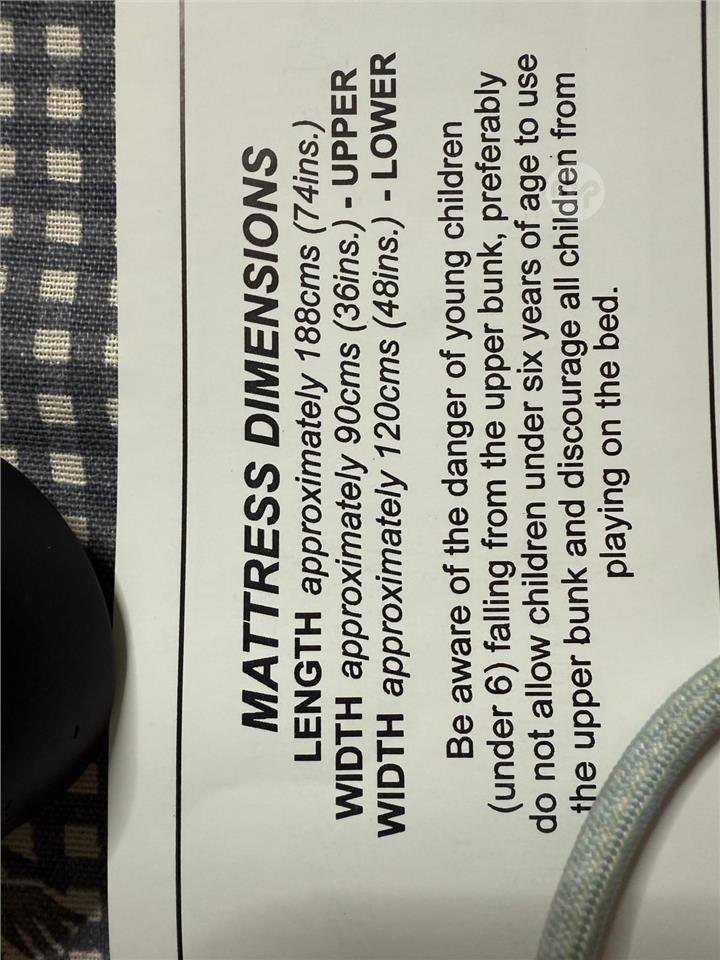 MATTRESS DIMENSIONS
LENGTH approximately 188cms (74ins.)
WIDTH approximately 90cms (36ins.) - UPPER
WIDTH approximately 120cms (48ins.) - LOWER
Be aware of the danger of young children
(under 6) falling from the upper bunk, preferably
do not allow children under six years of age to use
the upper bunk and discourage all children from
playing on the bed.